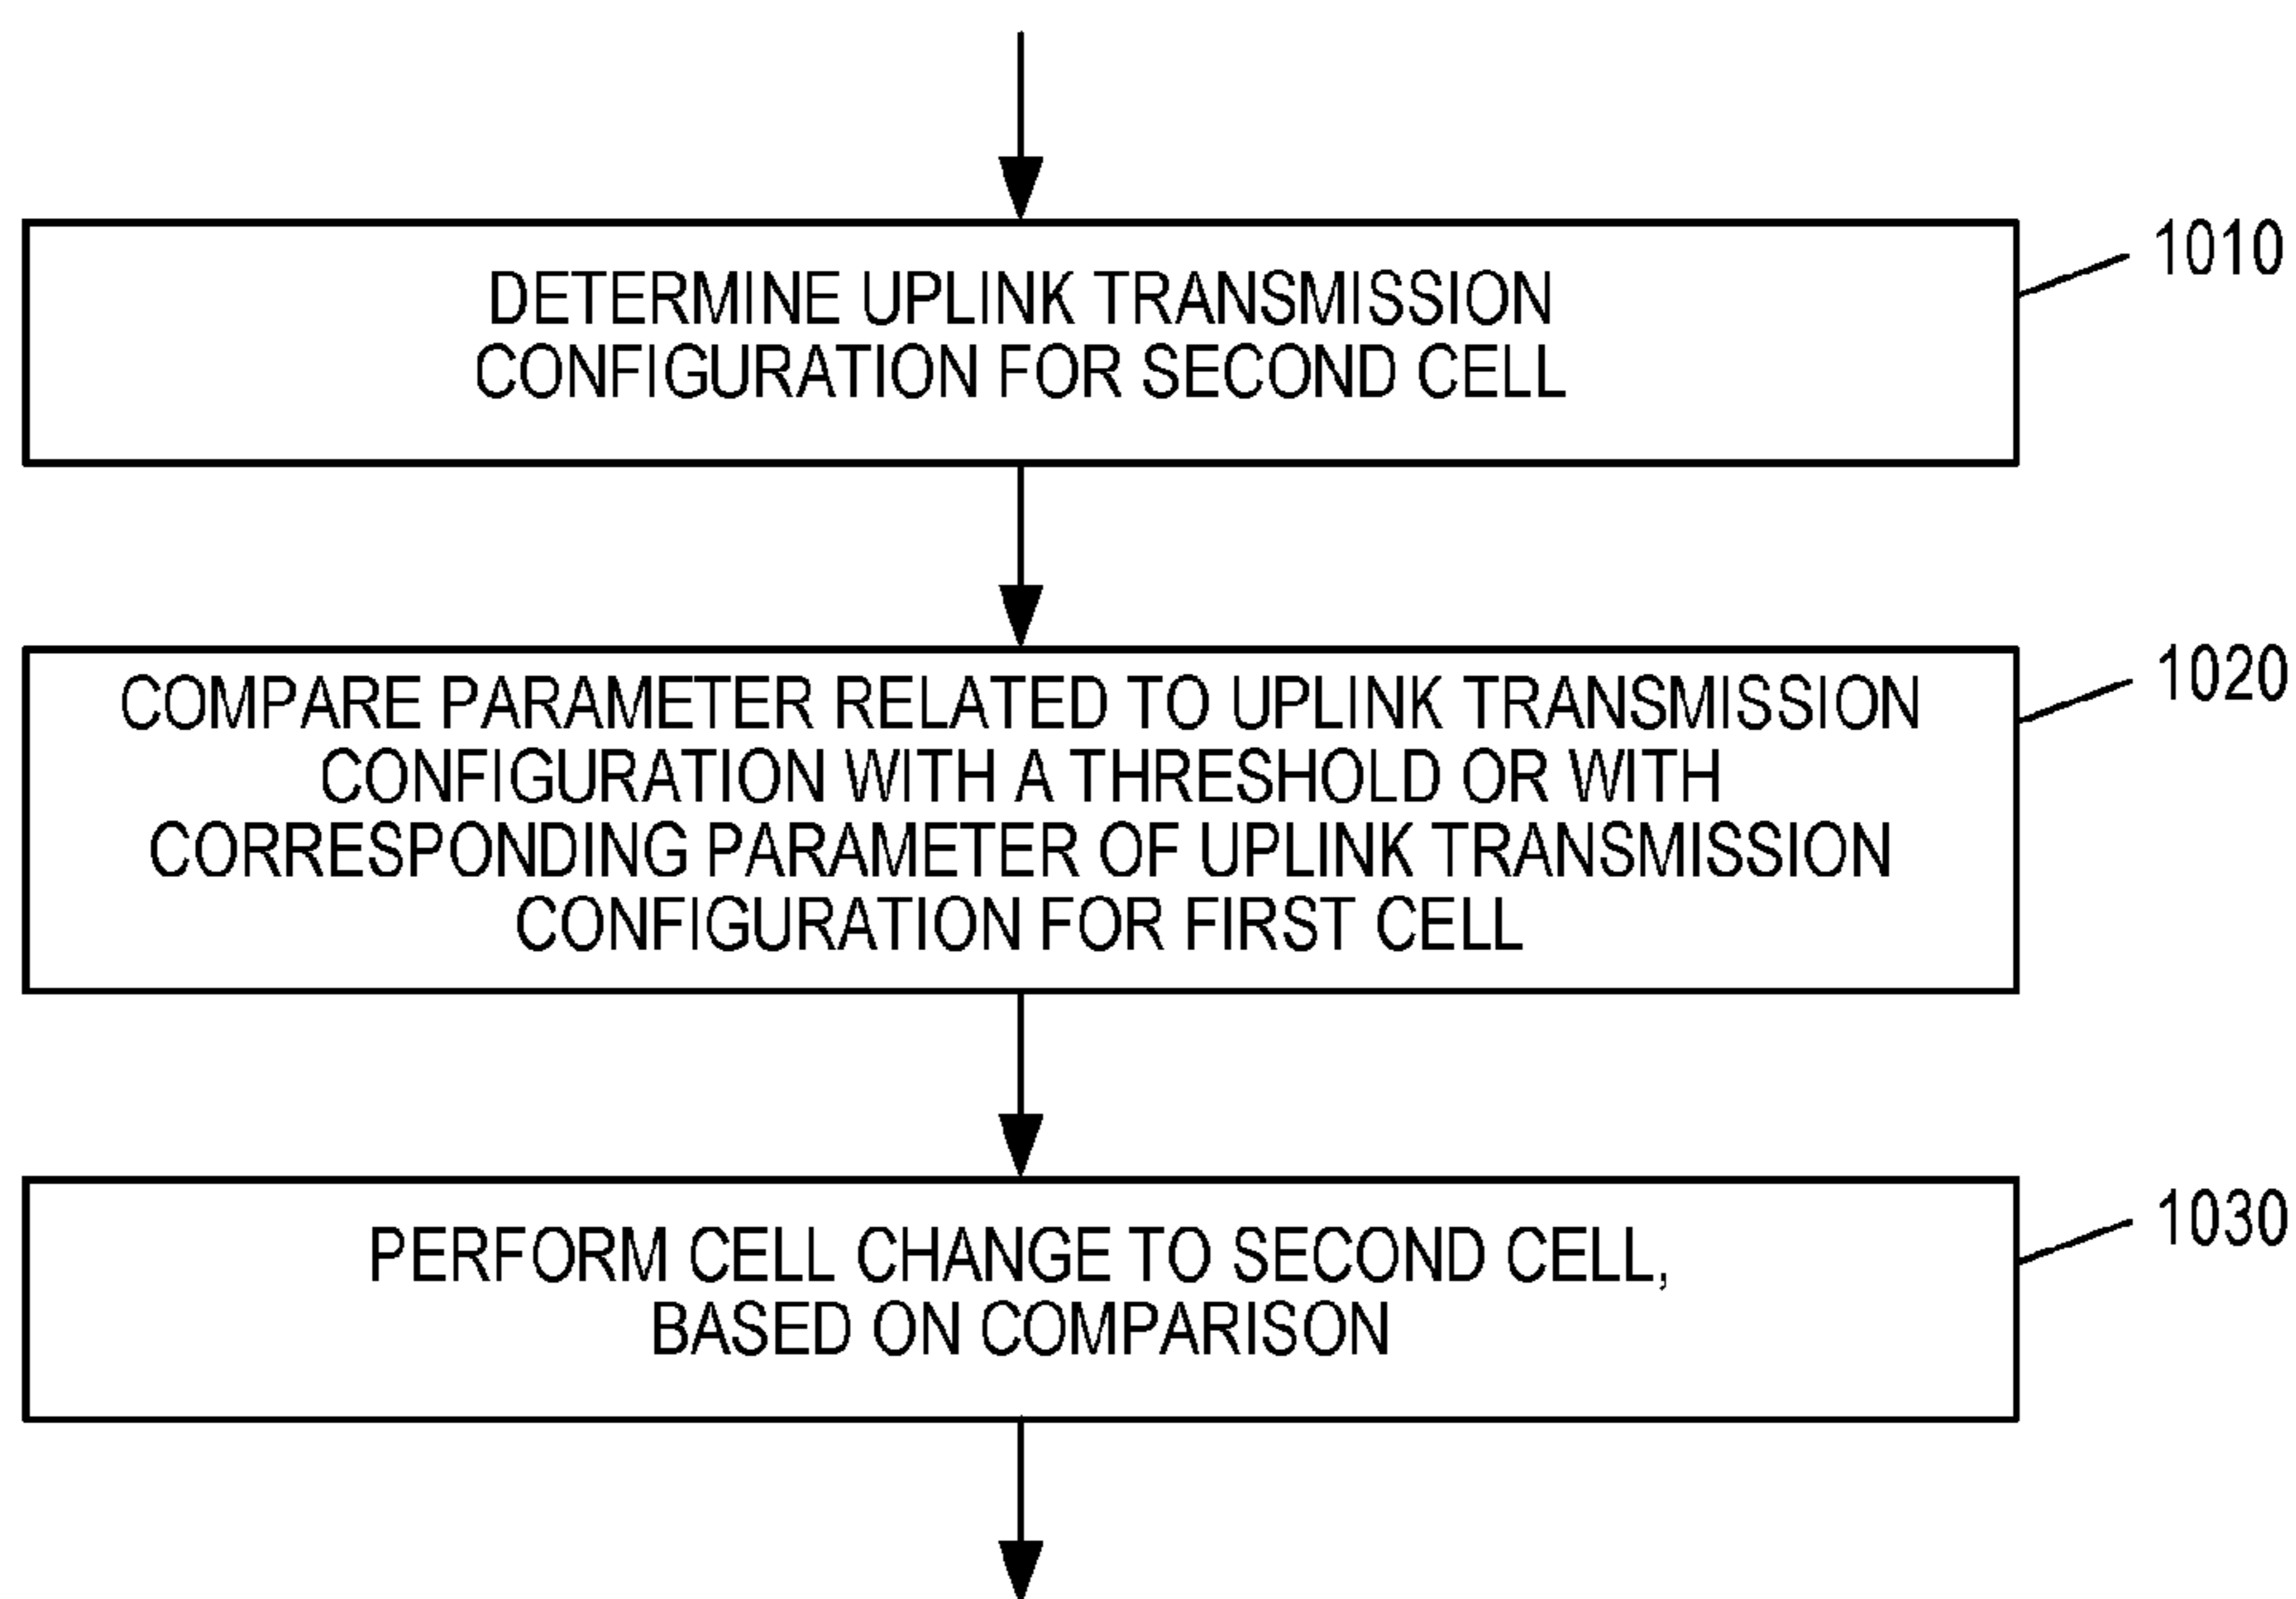 DETERMINE UPLINK TRANSMISSION
CONFIGURATION FOR SECOND CELL
1010
COMPARE PARAMETER RELATED TO UPLINK TRANSMISSION
CONFIGURATION WITH A THRESHOLD OR WITH
CORRESPONDING PARAMETER OF UPLINK TRANSMISSION
CONFIGURATION FOR FIRST CELL
1020
PERFORM CELL CHANGE TO SECOND CELL,
BASED ON COMPARISON
1030